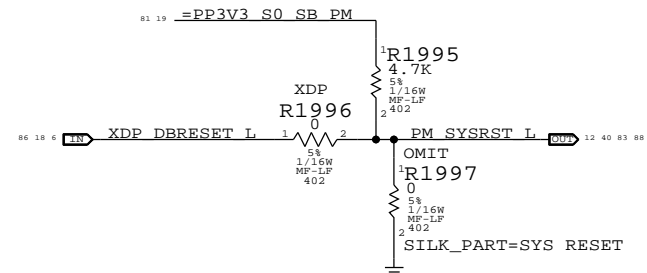 81 19 =PP3V3_S0_SB_PM
1 R1995
4.7K
5%
1/16W
MF-LF
2 402
XDP
R1996
86 18 6 IN XDP_DBRESET_L 1 0 2 PM_SYSRST_L OUT 12 40 83 88
5%
1/16W
MF-LF
402
OMIT
1 R1997
0
5%
1/16W
MF-LF
2 402
SILK_PART=SYS RESET